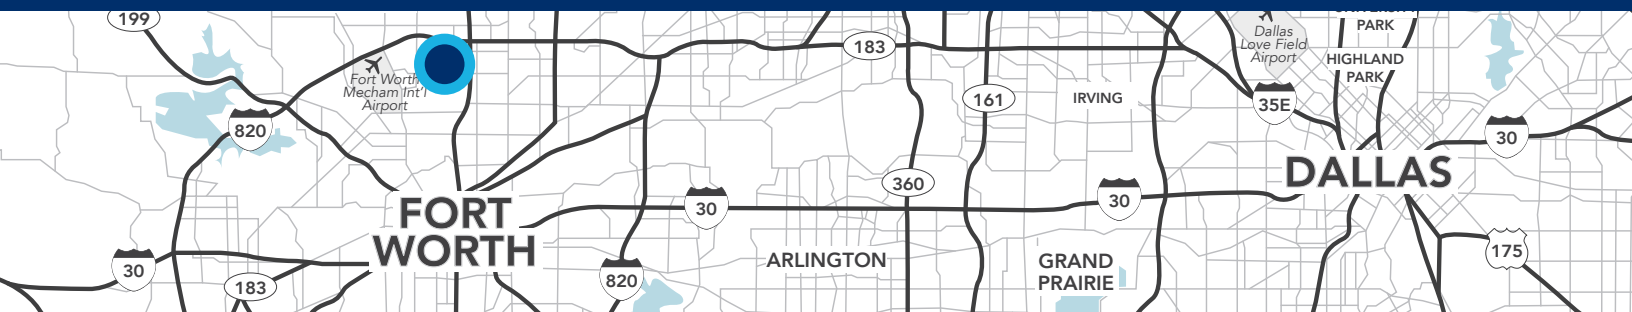 199
UNIVERSITY
PARK
Dallas
Love Field
Airport
183
HIGHLAND
PARK
Fort Worth
Mecham Int'l
Airport
161
IRVING
35E
820
30
DALLAS
360
30
30
FORT
WORTH
175
ARLINGTON
GRAND
PRAIRIE
30
820
183